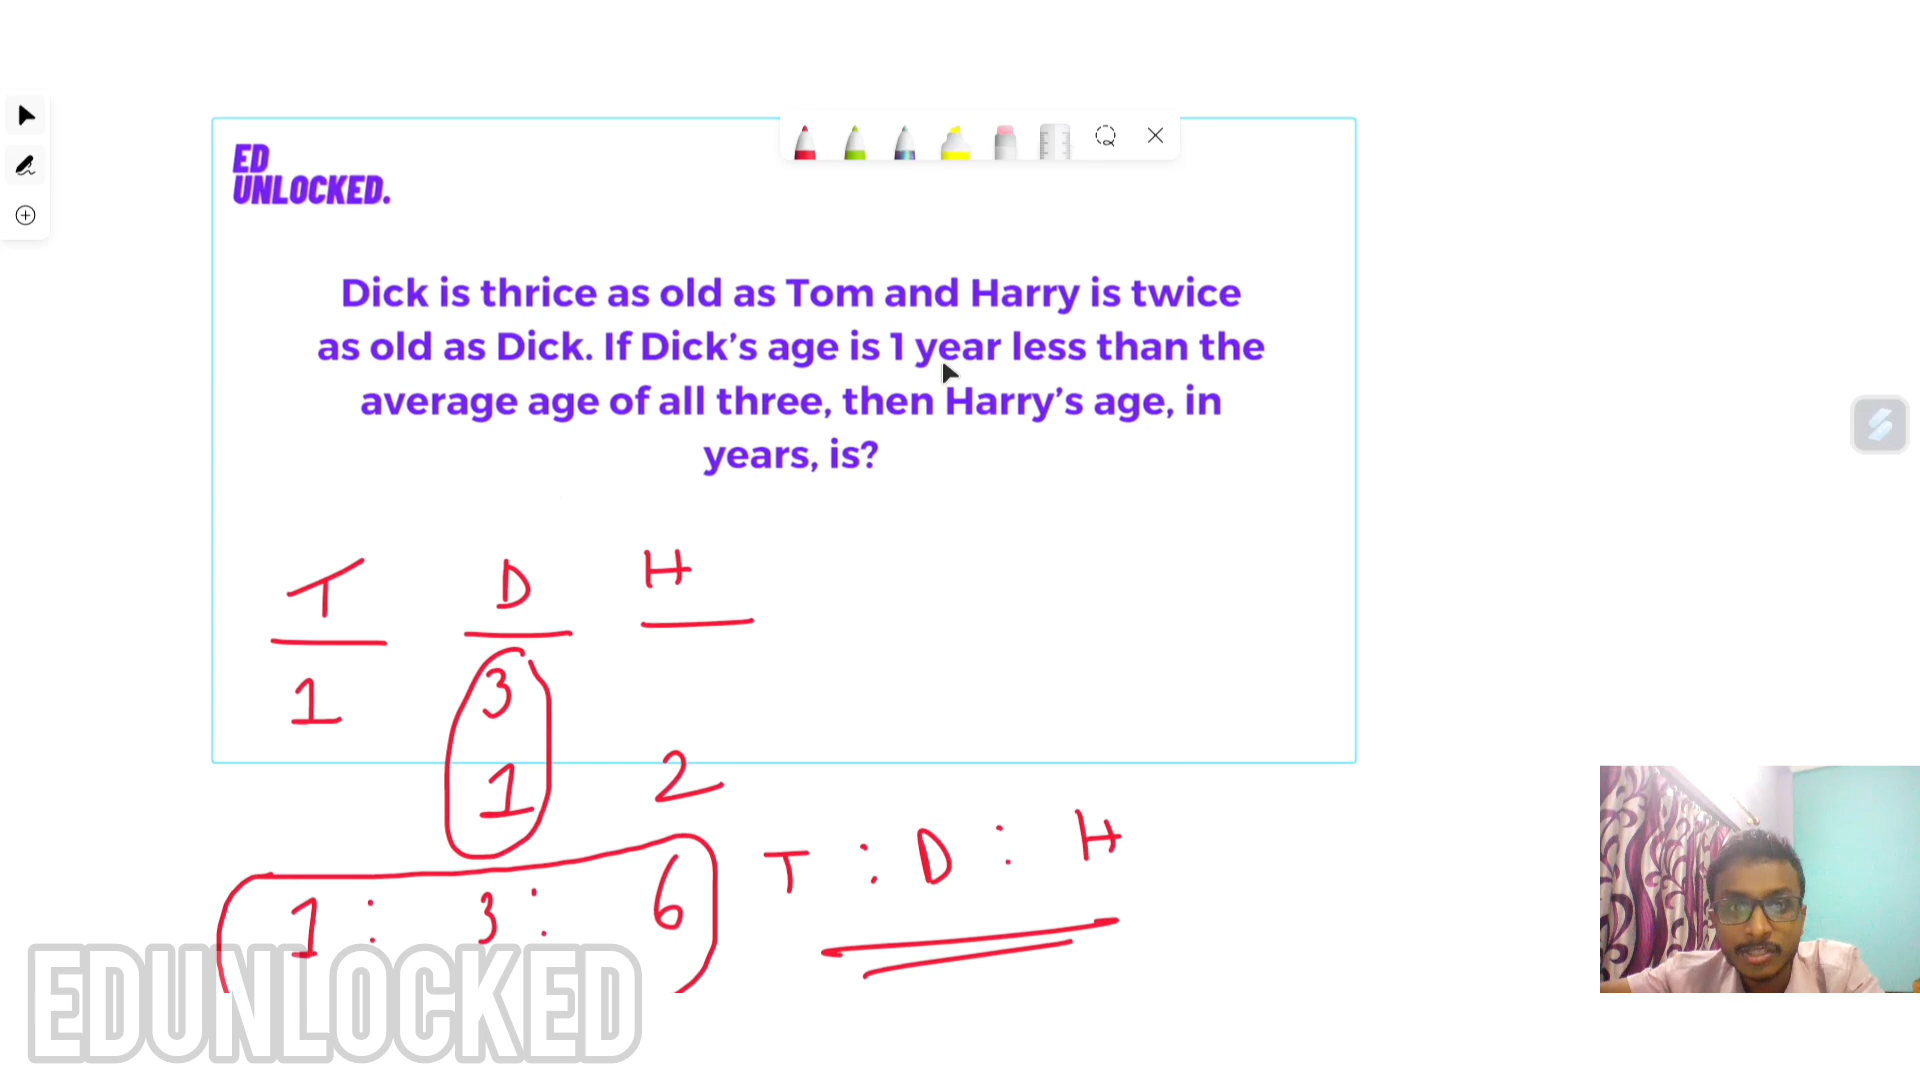 ED
UNLOCKED.
Dick is thrice as old as Tom and Harry is twice
as old as Dick. If Dick’s age is 1 year less than the
average age of all three, then Harry’s age, in
years, is?
T D H
1 3
1 2
T : D : H
1 : 3 : 6
EDUNLOCKED